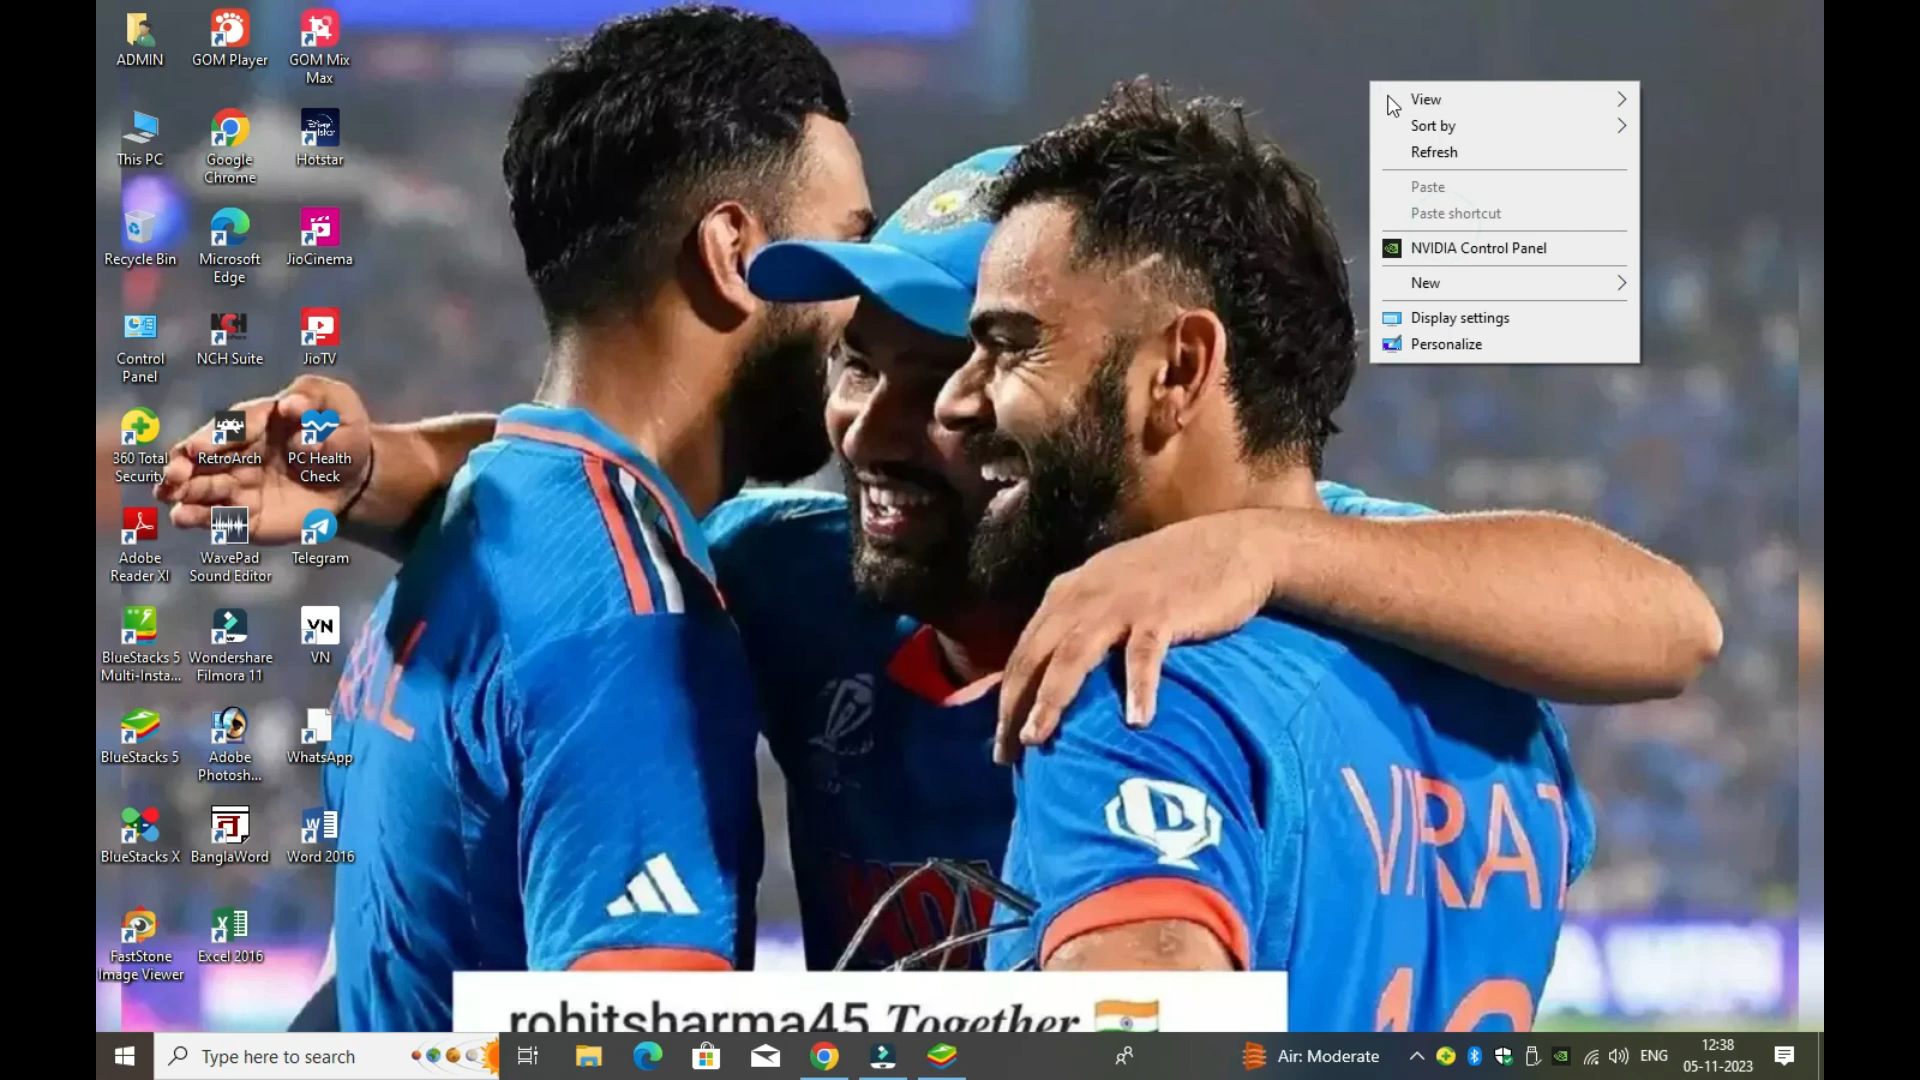 ADMIN
GOM Player
GOM Mix
Max
This PC
Google
Chrome
Hotstar
Recycle Bin
Microsoft
Edge
JioCinema
Control
Panel
NCH Suite
JioTV
360 Total
Security
RetroArch
PC Health
Check
Adobe
Reader XI
WavePad
Sound Editor
Telegram
BlueStacks 5
Multi-Insta...
Wondershare
Filmora 11
VN
VN
BlueStacks 5
Adobe
Photosh...
WhatsApp
BlueStacks X
BanglaWord
Word 2016
FastStone
Image Viewer
Excel 2016
View
Sort by
Refresh
Paste
Paste shortcut
NVIDIA Control Panel
New
Display settings
Personalize
VIRAT
rohitsharma45 Together
Type here to search
Air: Moderate
ENG
12:38
05-11-2023